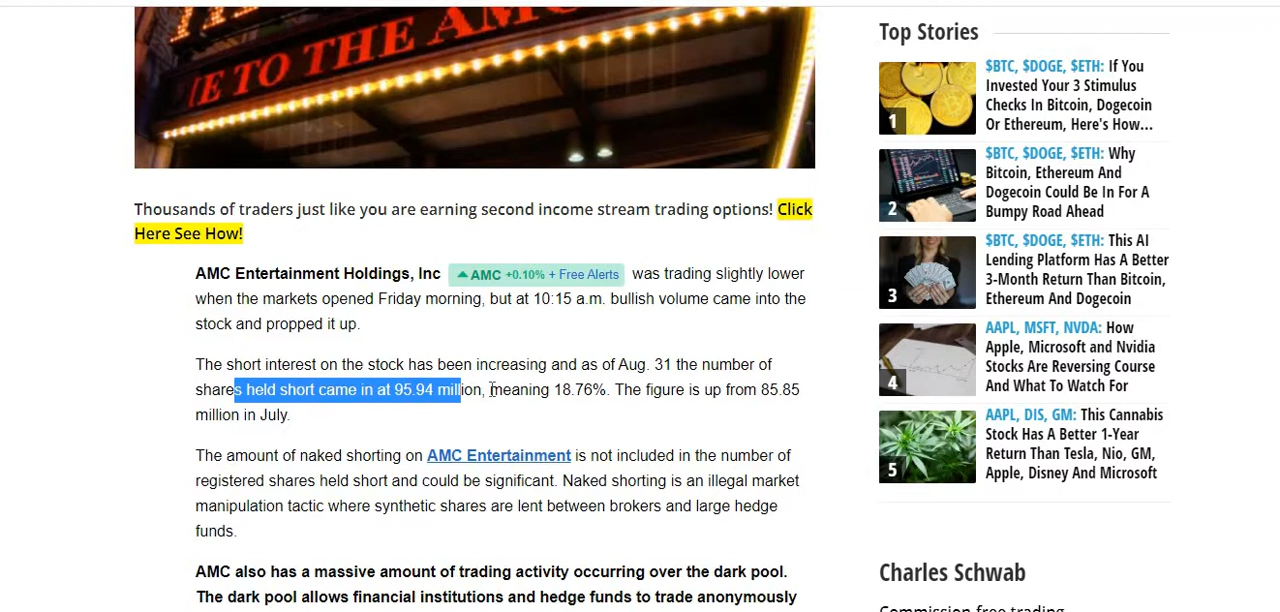 E TO THE AMC
Thousands of traders just like you are earning second income stream trading options! Click
Here See How!
AMC Entertainment Holdings, Inc AMC +0.10% + Free Alerts was trading slightly lower
when the markets opened Friday morning, but at 10:15 a.m. bullish volume came into the
stock and propped it up.
The short interest on the stock has been increasing and as of Aug. 31 the number of
shares held short came in at 95.94 million, meaning 18.76%. The figure is up from 85.85
million in July.
The amount of naked shorting on AMC Entertainment is not included in the number of
registered shares held short and could be significant. Naked shorting is an illegal market
manipulation tactic where synthetic shares are lent between brokers and large hedge
funds.
AMC also has a massive amount of trading activity occurring over the dark pool.
The dark pool allows financial institutions and hedge funds to trade anonymously
Top Stories
1
$BTC, $DOGE, $ETH: If You
Invested Your 3 Stimulus
Checks In Bitcoin, Dogecoin
Or Ethereum, Here's How...
2
$BTC, $DOGE, $ETH: Why
Bitcoin, Ethereum And
Dogecoin Could Be In For A
Bumpy Road Ahead
3
$BTC, $DOGE, $ETH: This AI
Lending Platform Has A Better
3-Month Return Than Bitcoin,
Ethereum And Dogecoin
4
AAPL, MSFT, NVDA: How
Apple, Microsoft and Nvidia
Stocks Are Reversing Course
And What To Watch For
5
AAPL, DIS, GM: This Cannabis
Stock Has A Better 1-Year
Return Than Tesla, Nio, GM,
Apple, Disney And Microsoft
Charles Schwab
Commission-free trading